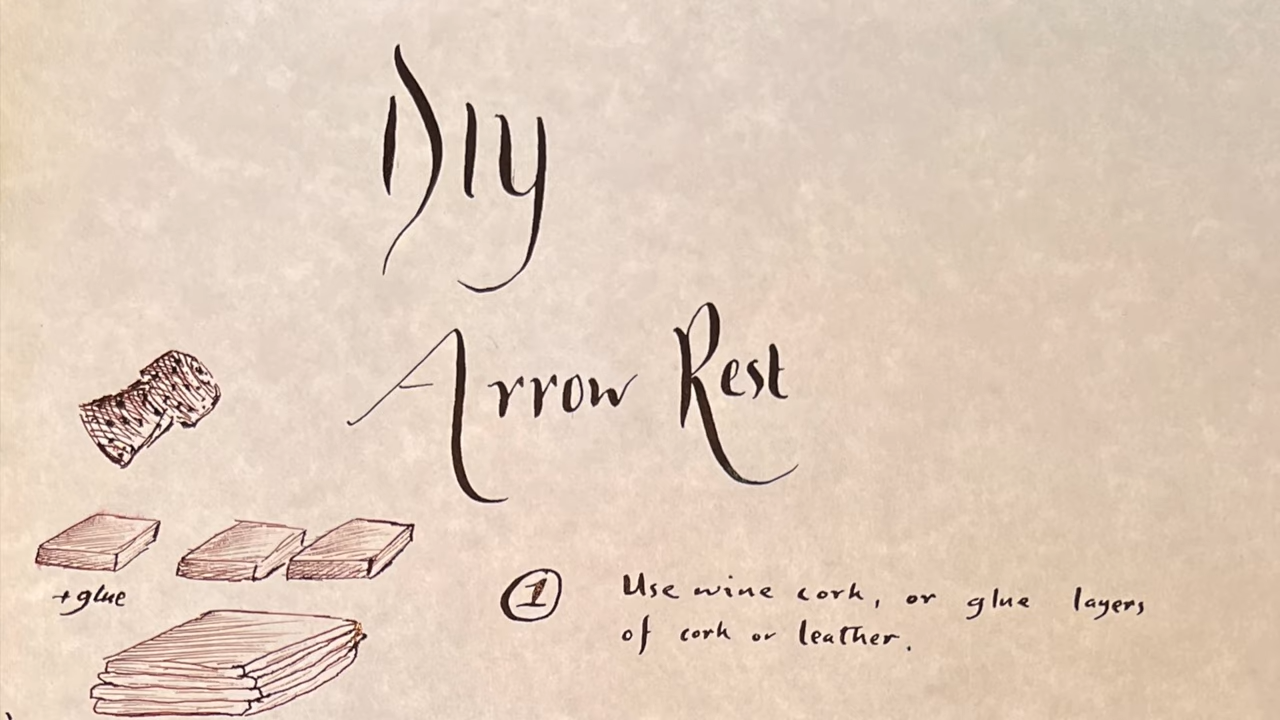 DIY
Arrow Rest
+ glue
1 Use wine cork, or glue layers
of cork or leather.